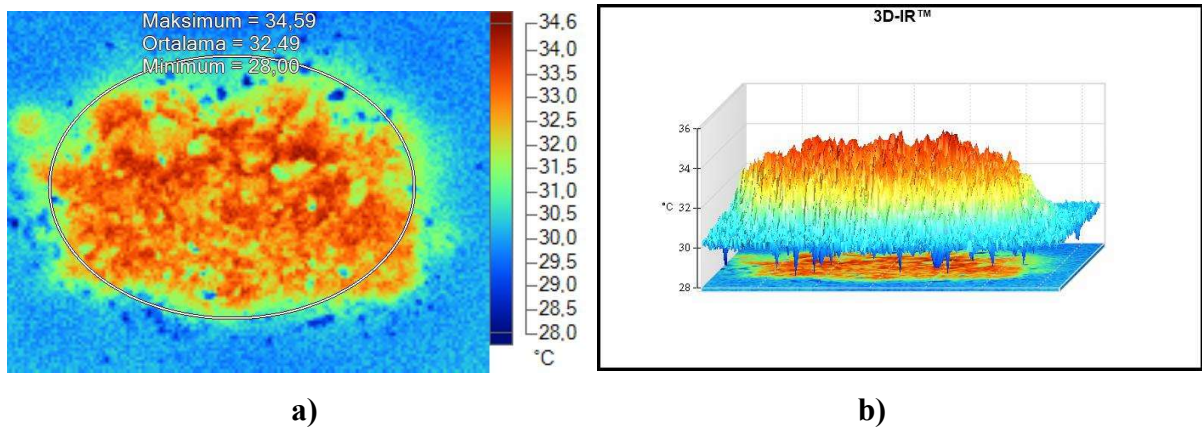 Maksimum = 34,59
Ortalama = 32,49
Minimum = 28,00
34,6
34,0
33,5
33,0
32,5
32,0
31,5
31,0
30,5
30,0
29,5
29,0
28,5
28,0
°C
3D-IR™
36
34
°C
32
30
28
a)
b)